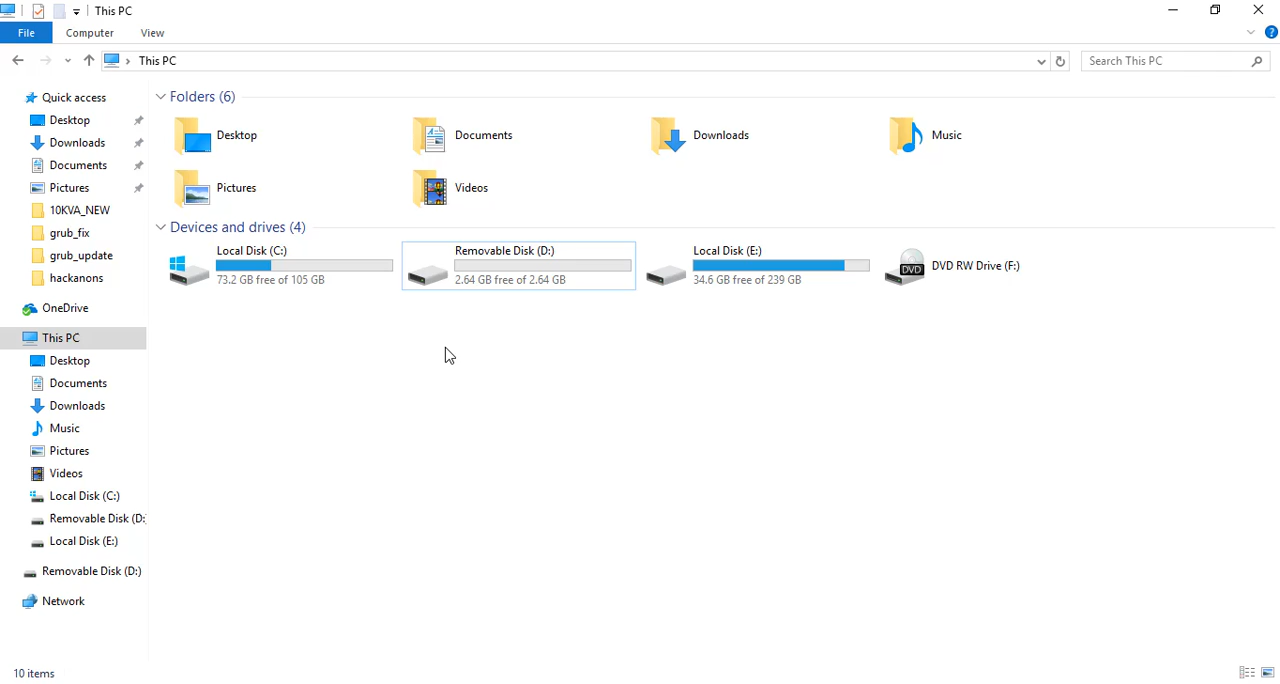 This PC
File
Computer
View
This PC
Search This PC
Quick access
Desktop
Downloads
Documents
Pictures
10KVA_NEW
grub_fix
grub_update
hackanons
OneDrive
This PC
Desktop
Documents
Downloads
Music
Pictures
Videos
Local Disk (C:)
Removable Disk (D:
Local Disk (E:)
Removable Disk (D:)
Network
Folders (6)
Desktop
Documents
Downloads
Music
Pictures
Videos
Devices and drives (4)
Local Disk (C:)
73.2 GB free of 105 GB
Removable Disk (D:)
2.64 GB free of 2.64 GB
Local Disk (E:)
34.6 GB free of 239 GB
DVD
DVD RW Drive (F:)
10 items